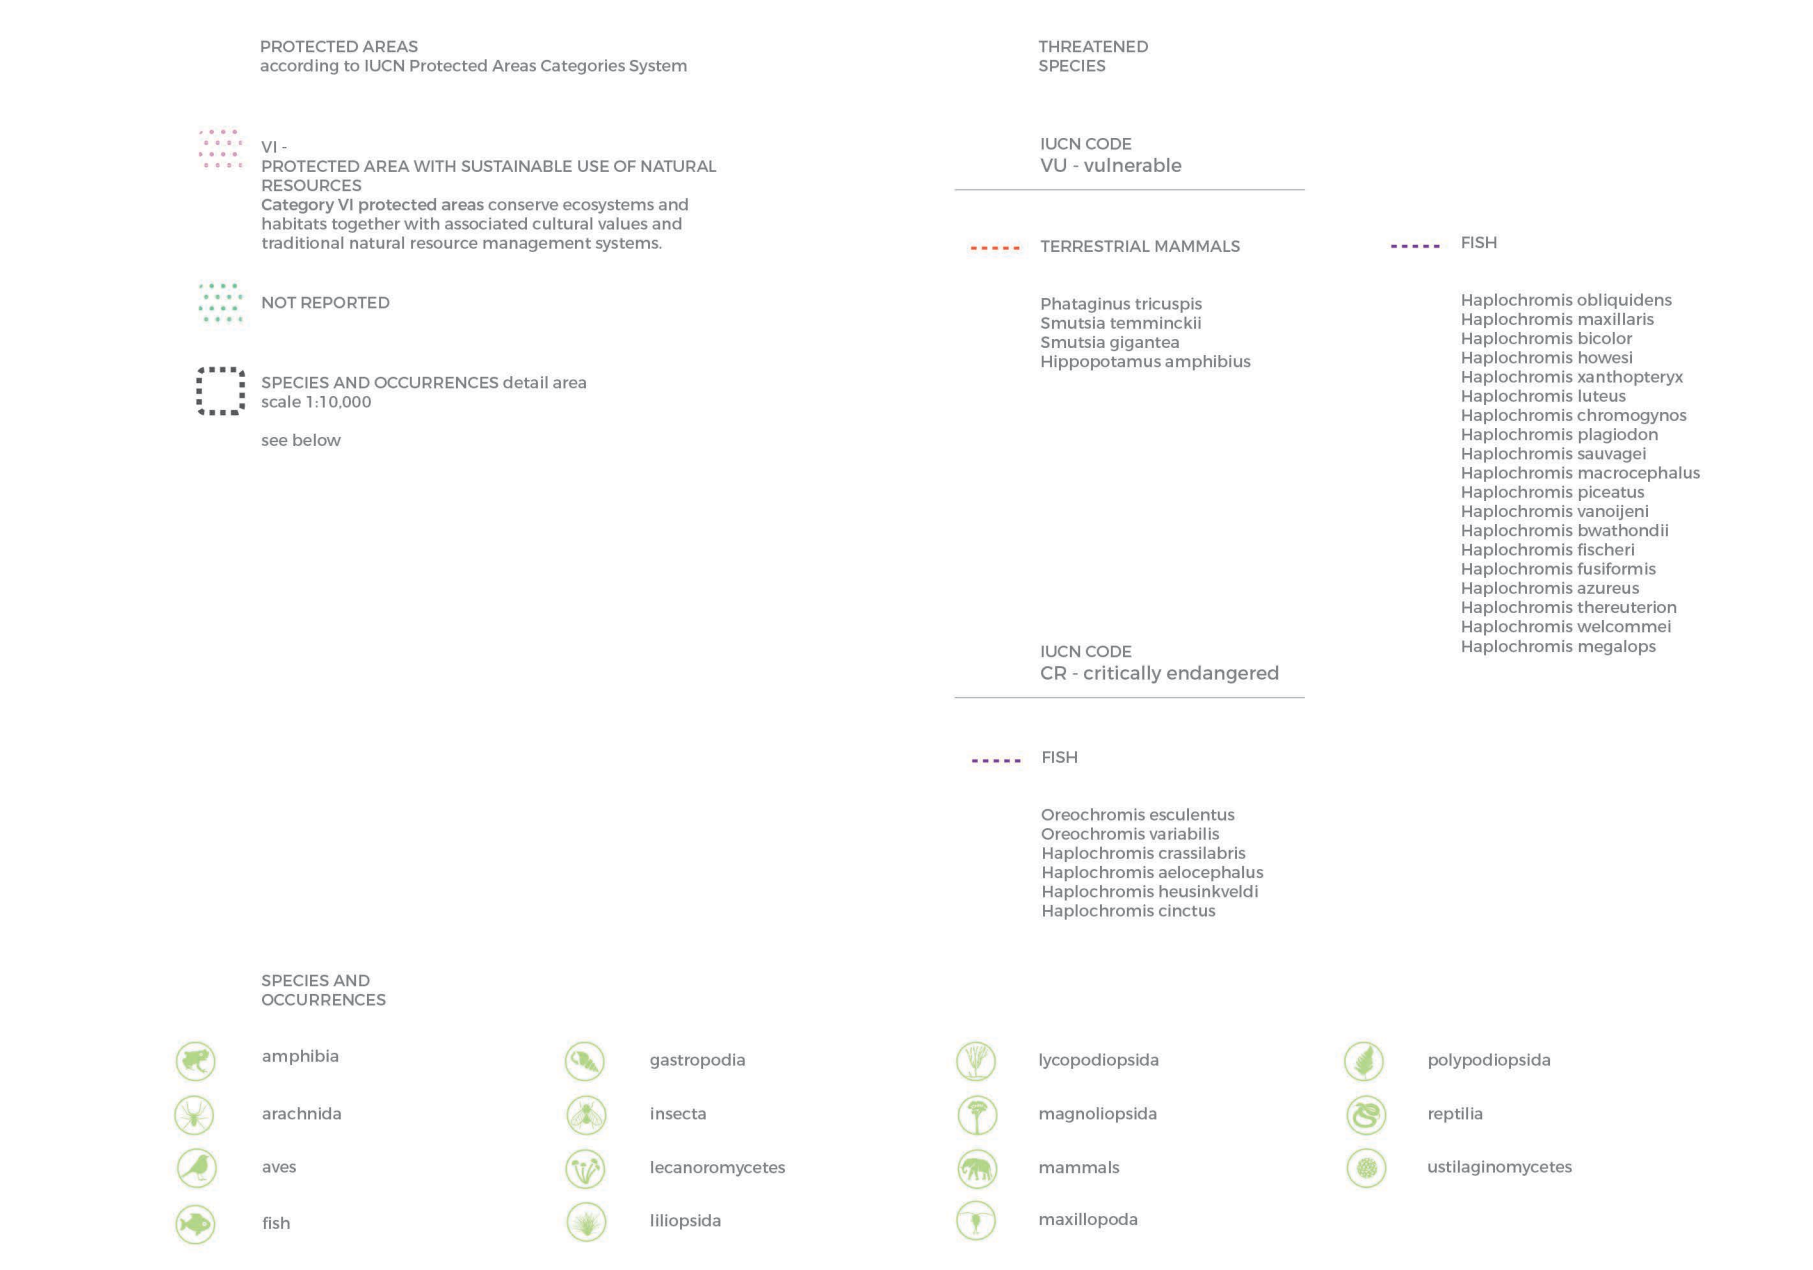 PROTECTED AREAS
according to IUCN Protected Areas Categories System
VI -
PROTECTED AREA WITH SUSTAINABLE USE OF NATURAL
RESOURCES
Category VI protected areas conserve ecosystems and
habitats together with associated cultural values and
traditional natural resource management systems.
NOT REPORTED
SPECIES AND OCCURRENCES detail area
scale 1:10,000
see below
THREATENED
SPECIES
IUCN CODE
VU - vulnerable
TERRESTRIAL MAMMALS
Phataginus tricuspis
Smutsia temminckii
Smutsia gigantea
Hippopotamus amphibius
FISH
Haplochromis obliquidens
Haplochromis maxillaris
Haplochromis bicolor
Haplochromis howesi
Haplochromis xanthopteryx
Haplochromis luteus
Haplochromis chromogynos
Haplochromis plagiodon
Haplochromis sauvagei
Haplochromis macrocephalus
Haplochromis piceatus
Haplochromis vanoijeni
Haplochromis bwathondii
Haplochromis fischeri
Haplochromis fusiformis
Haplochromis azureus
Haplochromis thereuterion
Haplochromis welcommei
Haplochromis megalops
IUCN CODE
CR - critically endangered
FISH
Oreochromis esculentus
Oreochromis variabilis
Haplochromis crassilabris
Haplochromis aelocephalus
Haplochromis heusinkveldi
Haplochromis cinctus
SPECIES AND
OCCURRENCES
amphibia
arachnida
aves
fish
gastropodia
insecta
lecanoromycetes
liliopsida
lycopodiopsida
magnoliopsida
mammals
maxillopoda
polypodiopsida
reptilia
ustilaginomycetes